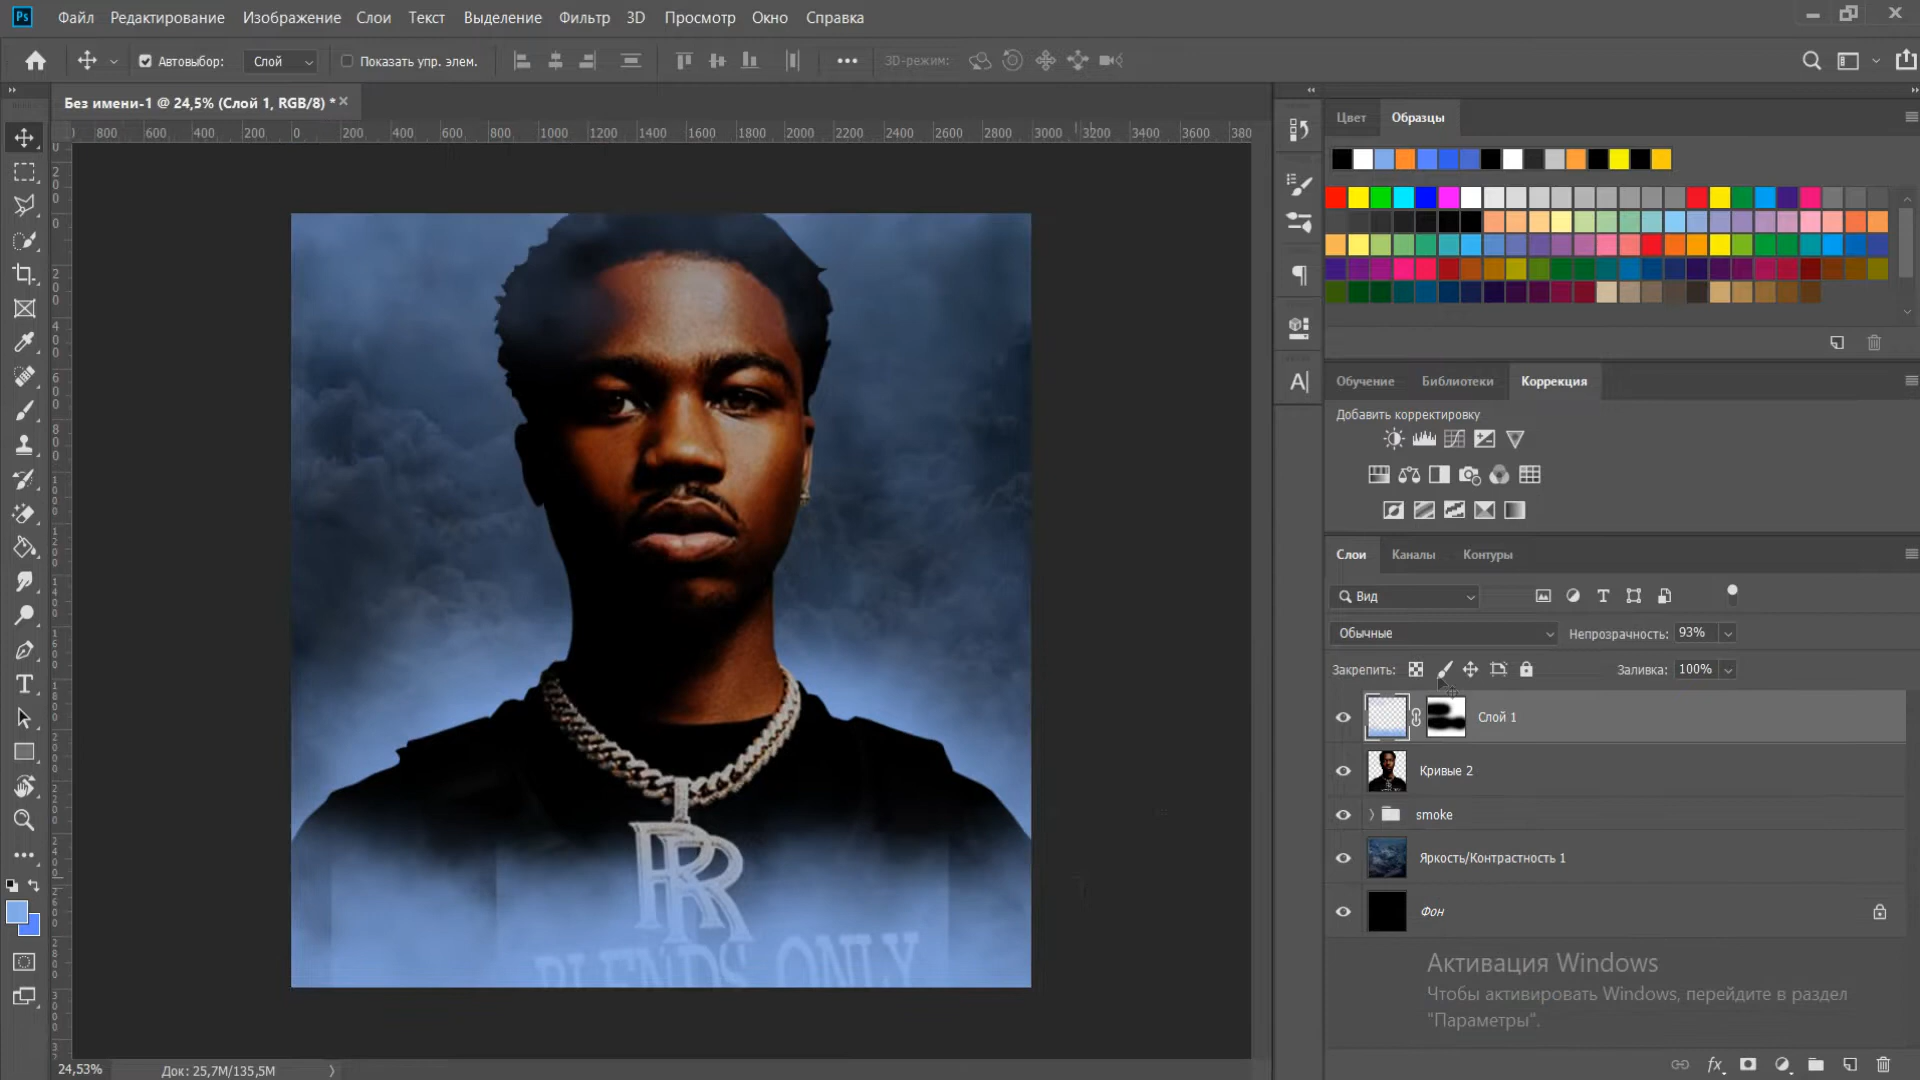 Ps Файл Редактирование Изображение Слои Текст Выделение Фильтр 3D Просмотр Окно Справка
Автовыбор: Слой Показать упр. элем. 3D-режим:
Без имени-1 @ 24,5% (Слой 1, RGB/8) *
800 600 400 200 0 200 400 600 800 1000 1200 1400 1600 1800 2000 2200 2400 2600 2800 3000 3200 3400 3600 380
Цвет Образцы
Обучение Библиотеки Коррекция
Добавить корректировку
Слои Каналы Контуры
Вид
Обычные Непрозрачность: 93%
Закрепить: Заливка: 100%
Слой 1
Кривые 2
smoke
Яркость/Контрастность 1
Фон
RR
BLENDS ONLY
Активация Windows
Чтобы активировать Windows, перейдите в раздел
"Параметры".
24,53% Док: 25,7M/135,5M